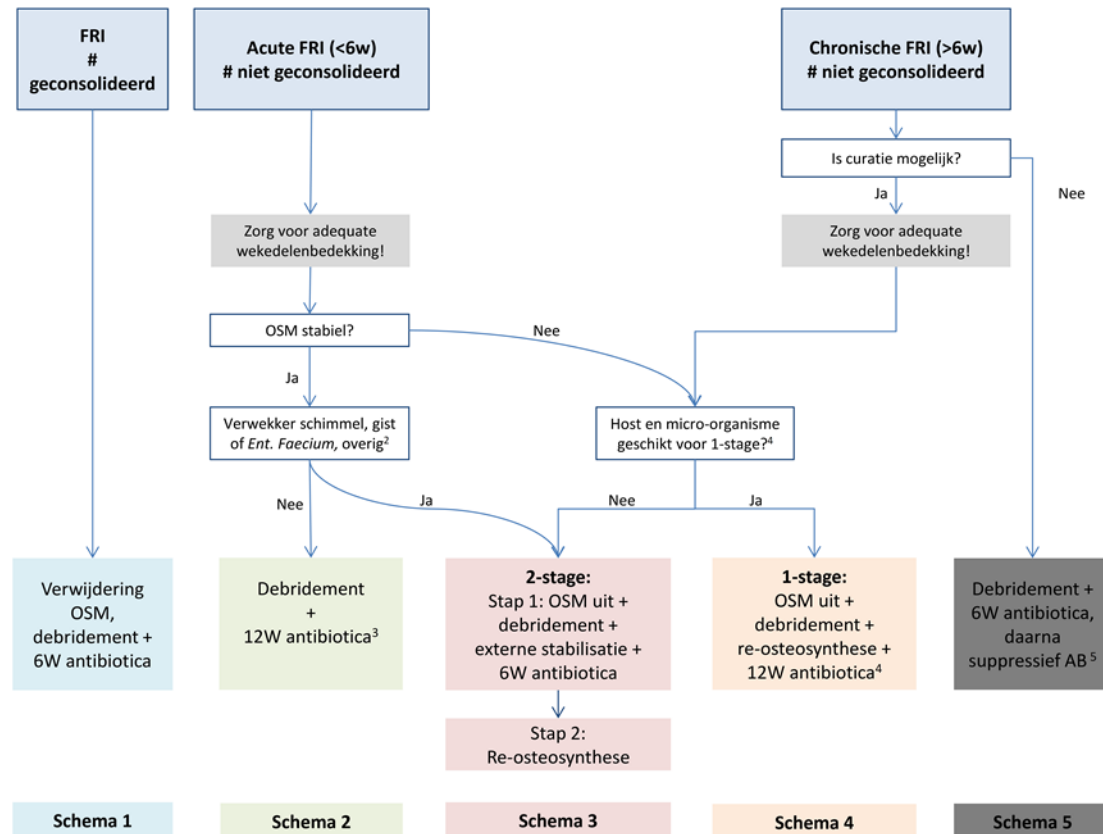 FRI
#
geconsolideerd
Acute FRI (<6w)
# niet geconsolideerd
Chronische FRI (>6w)
# niet geconsolideerd
Is curatie mogelijk?
Nee
Ja
Zorg voor adequate
wekedelenbedekking!
Zorg voor adequate
wekedelenbedekking!
OSM stabiel?
Nee
Ja
Verwekker schimmel, gist
of Ent. Faecium, overig²
Host en micro-organisme
geschikt voor 1-stage?⁴
Nee
Ja
Nee
Ja
Verwijdering
OSM,
debridement +
6W antibiotica
Debridement
+
12W antibiotica³
2-stage:
Stap 1: OSM uit +
debridement +
externe stabilisatie +
6W antibiotica
1-stage:
OSM uit +
debridement +
re-osteosynthese +
12W antibiotica⁴
Debridement +
6W antibiotica,
daarna
suppressief AB ⁵
Stap 2:
Re-osteosynthese
Schema 1
Schema 2
Schema 3
Schema 4
Schema 5